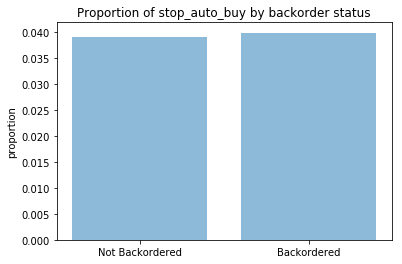 Proportion of stop_auto_buy by backorder status
0.040
0.035
0.030
0.025
0.020
0.015
0.010
0.005
0.000
proportion
Not Backordered
Backordered